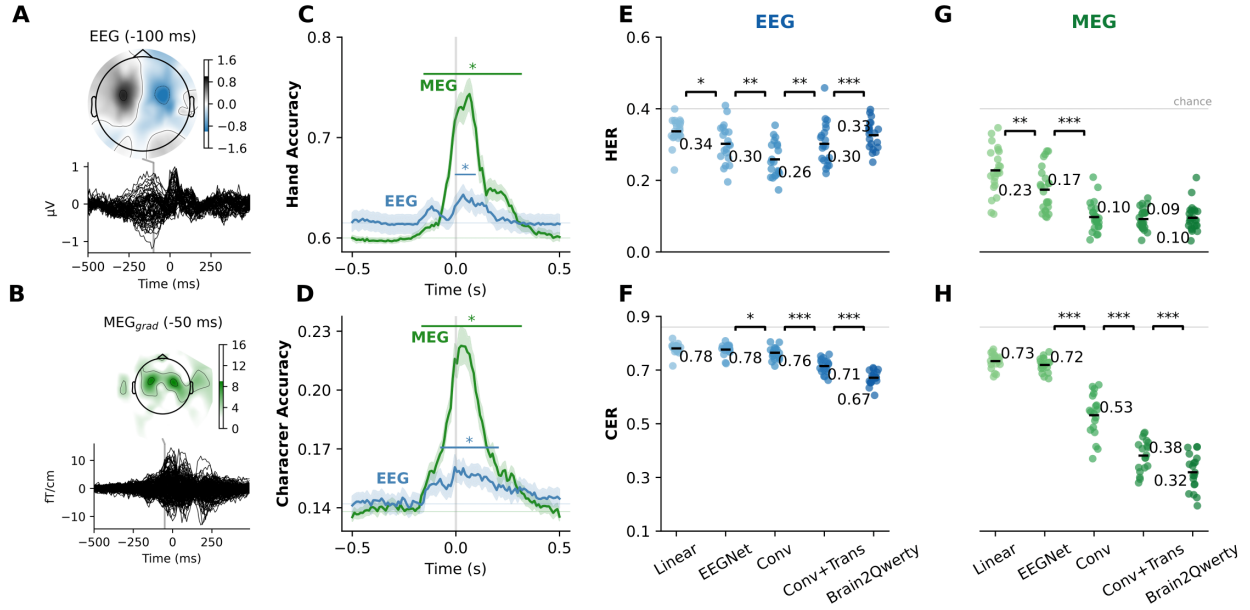 A
EEG (-100 ms)
1.6
0.8
0.0
−0.8
−1.6
1
0
−1
µV
−500
−250
0
250
Time (ms)
B
MEGgrad (-50 ms)
16
12
8
4
0
10
0
−10
fT/cm
−500
−250
0
250
Time (ms)
C
0.8
0.7
0.6
Hand Accuracy
*
MEG
*
EEG
−0.5
0.0
0.5
Time (s)
D
0.23
0.20
0.17
0.14
Characrer Accuracy
*
MEG
*
EEG
−0.5
0.0
0.5
Time (s)
E
EEG
0.6
0.4
0.2
0.0
HER
*
**
**
***
0.34
0.30
0.26
0.30
0.33
F
0.9
0.7
0.5
0.3
0.1
CER
*
***
***
0.78
0.78
0.76
0.71
0.67
Linear
EEGNet
Conv
Conv+Trans
Brain2Qwerty
G
MEG
chance
**
***
0.23
0.17
0.10
0.09
0.10
H
***
***
***
0.73
0.72
0.53
0.38
0.32
Linear
EEGNet
Conv
Conv+Trans
Brain2Qwerty